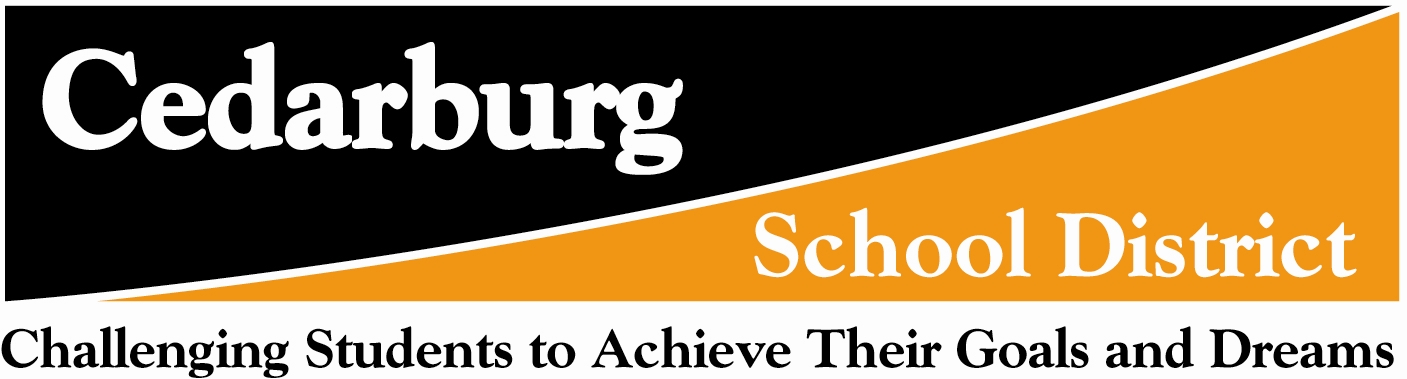 Cedarburg
School District
Challenging Students to Achieve Their Goals and Dreams